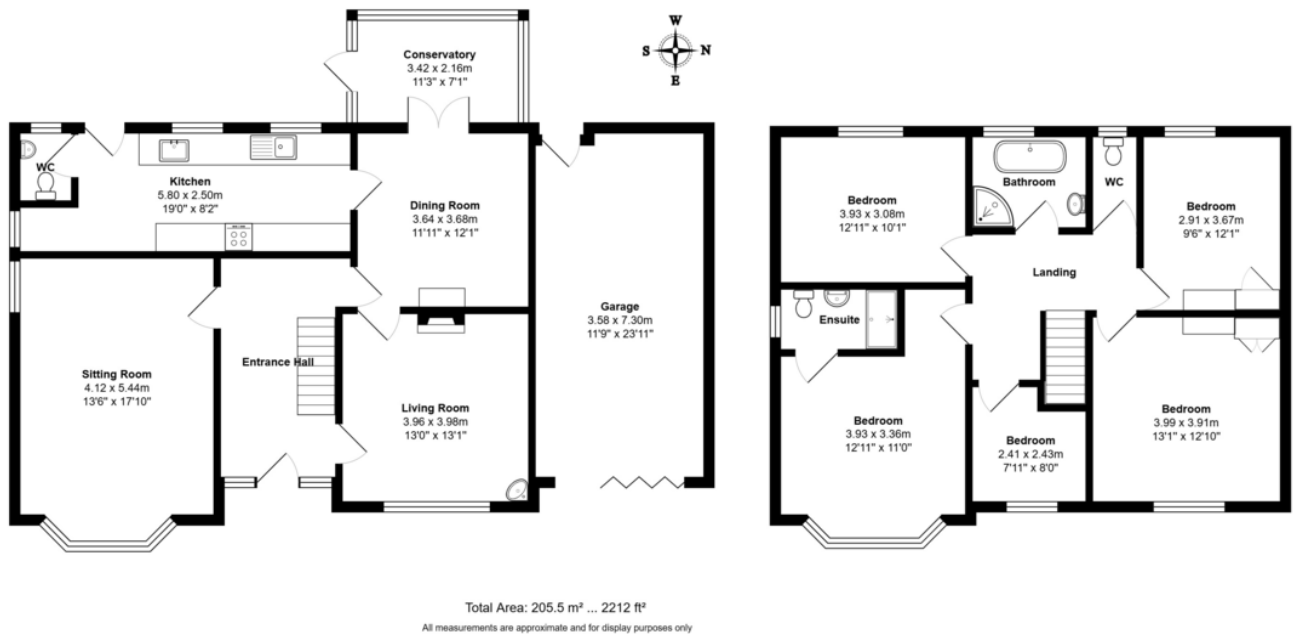 W
S
N
E
Conservatory
3.42 x 2.16m
11'3" x 7'1"
WC
Kitchen
5.80 x 2.50m
19'0" x 8'2"
Dining Room
3.64 x 3.68m
11'11" x 12'1"
Garage
3.58 x 7.30m
11'9" x 23'11"
Entrance Hall
Sitting Room
4.12 x 5.44m
13'6" x 17'10"
Living Room
3.96 x 3.98m
13'0" x 13'1"
Bedroom
3.93 x 3.08m
12'11" x 10'1"
Bathroom
WC
Bedroom
2.91 x 3.67m
9'6" x 12'1"
Landing
Ensuite
Bedroom
3.93 x 3.36m
12'11" x 11'0"
Bedroom
2.41 x 2.43m
7'11" x 8'0"
Bedroom
3.99 x 3.91m
13'1" x 12'10"
Total Area: 205.5 m² ... 2212 ft²
All measurements are approximate and for display purposes only